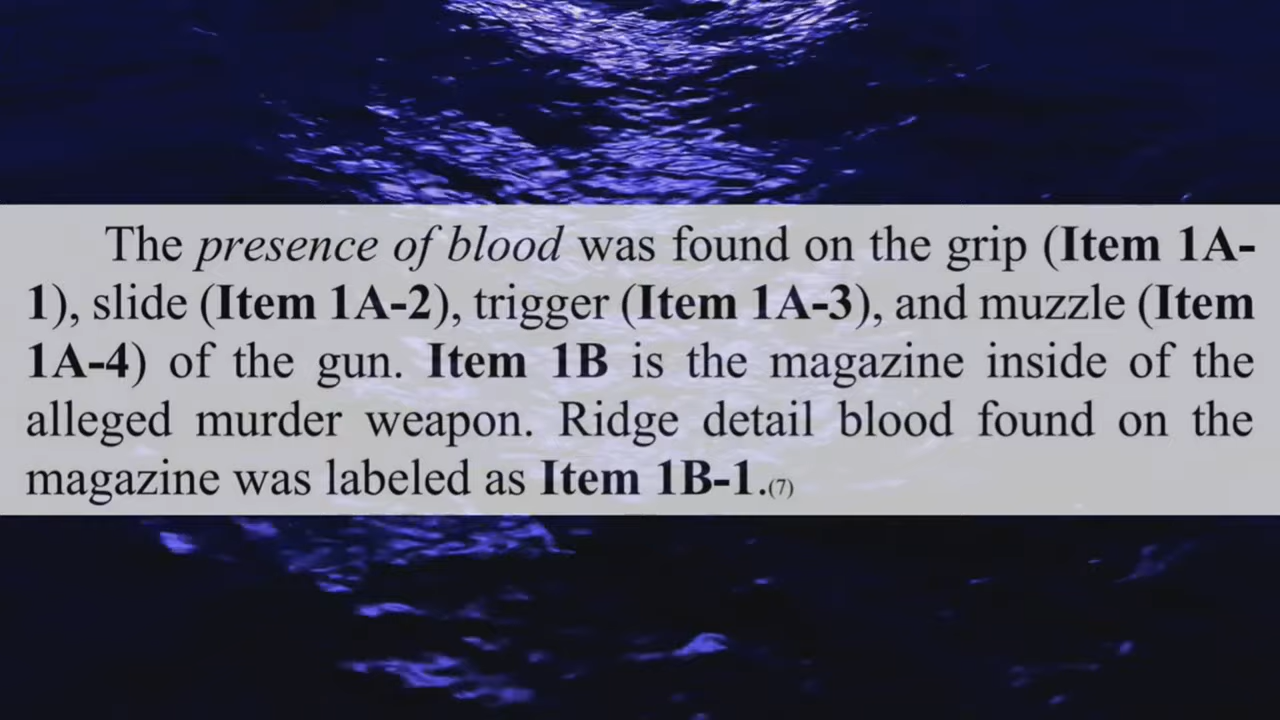 The presence of blood was found on the grip (Item 1A-
1), slide (Item 1A-2), trigger (Item 1A-3), and muzzle (Item
1A-4) of the gun. Item 1B is the magazine inside of the
alleged murder weapon. Ridge detail blood found on the
magazine was labeled as Item 1B-1.(7)